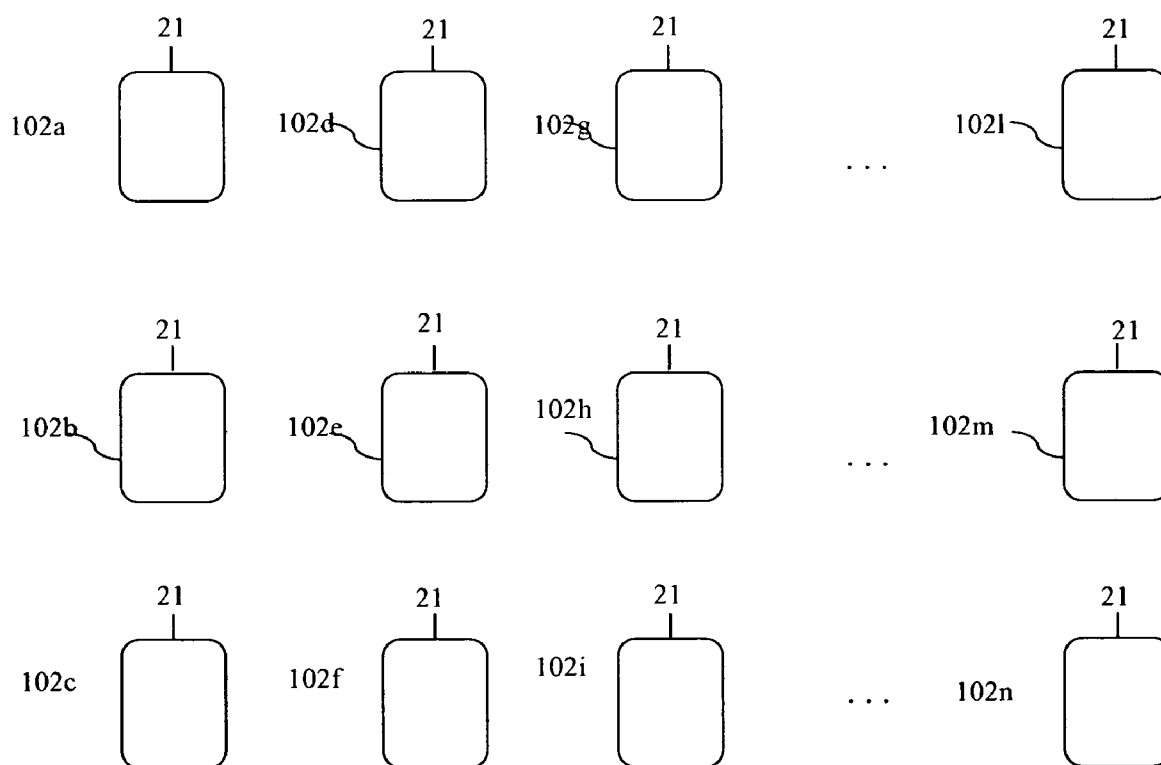 21 21 21 21
102a 102d 102g . . . 102l
21 21 21 21
102b 102e 102h . . . 102m
21 21 21 21
102c 102f 102i . . . 102n